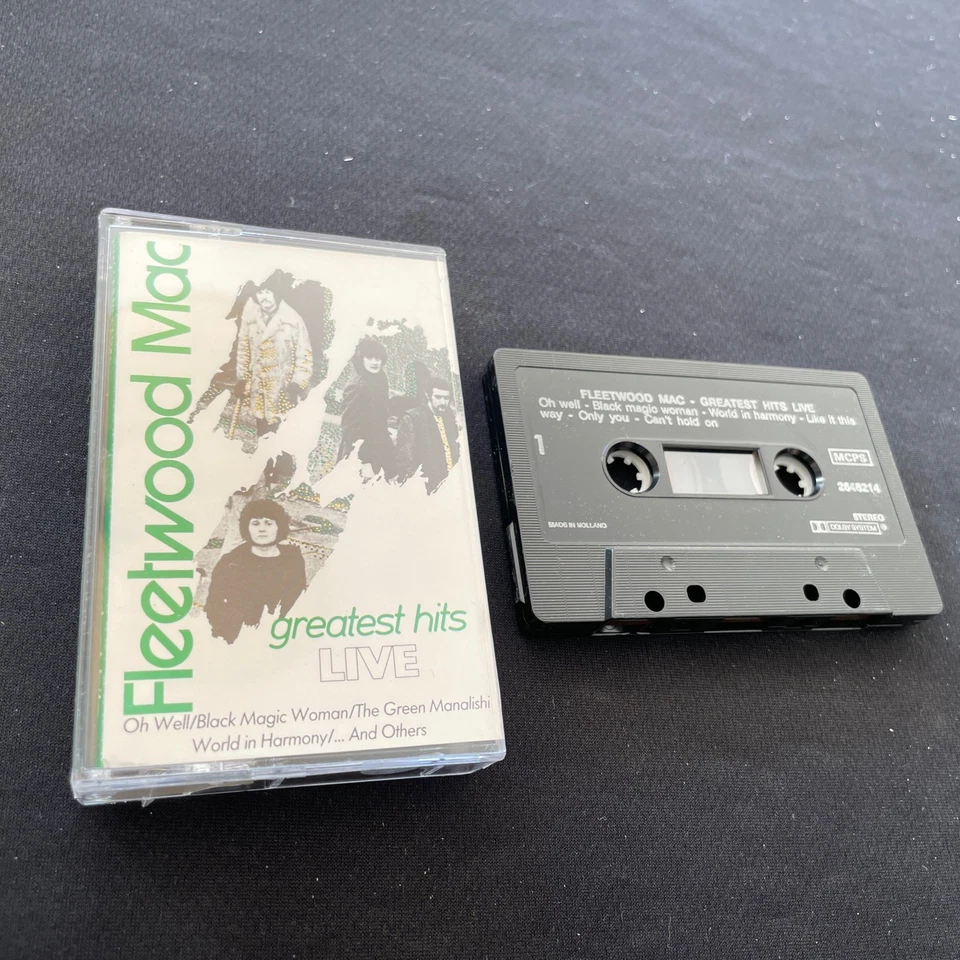 Fleetwood Mac
greatest hits
LIVE
Oh Well/Black Magic Woman/The Green Manalishi
World in Harmony/... And Others
FLEETWOOD MAC - GREATEST HITS LIVE
Oh well - Black magic woman - World in harmony - Like it this
way - Only you - Can't hold on
1
MCPS
2648214
STEREO
DOLBY SYSTEM ®
MADE IN HOLLAND